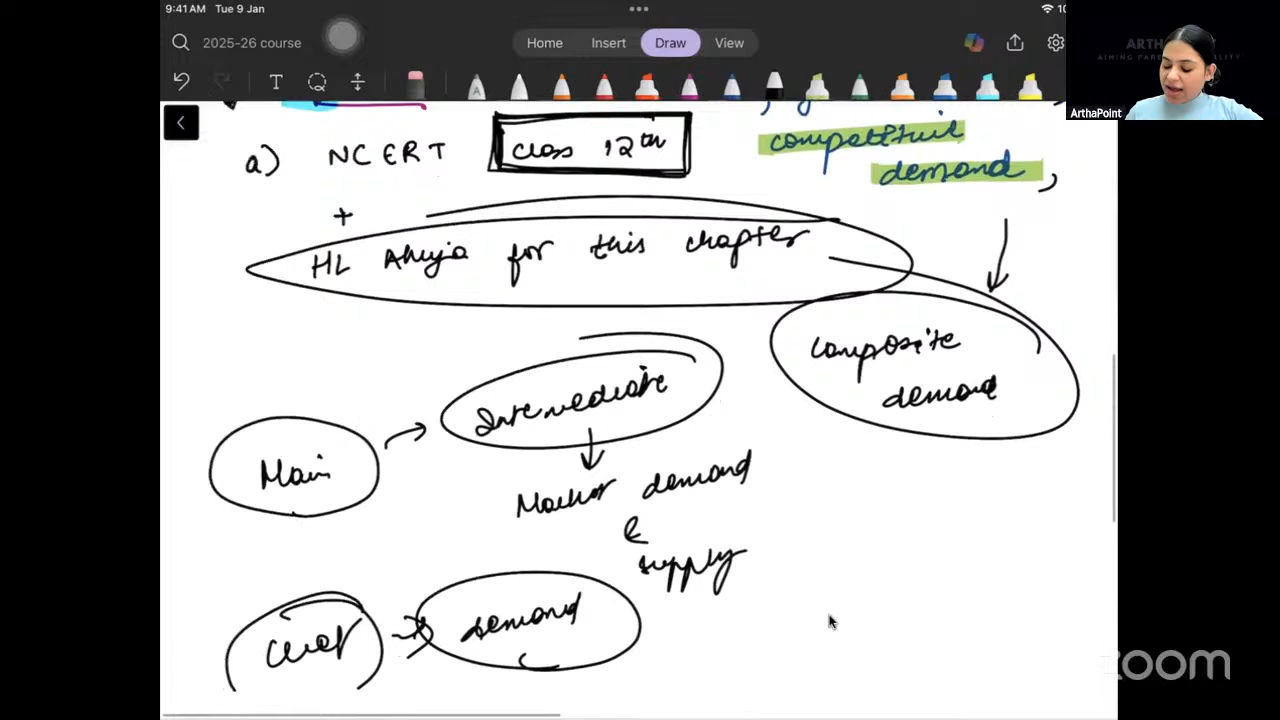 9:41 AM Tue 9 Jan
2025-26 course
Home Insert Draw View
ArthaPoint
competitive demand,
a) NCERT
class 12th
+
HL Ahuja for this chapter
composite demand
Main
Intermediate
Market demand
&
supply
demand
zoom